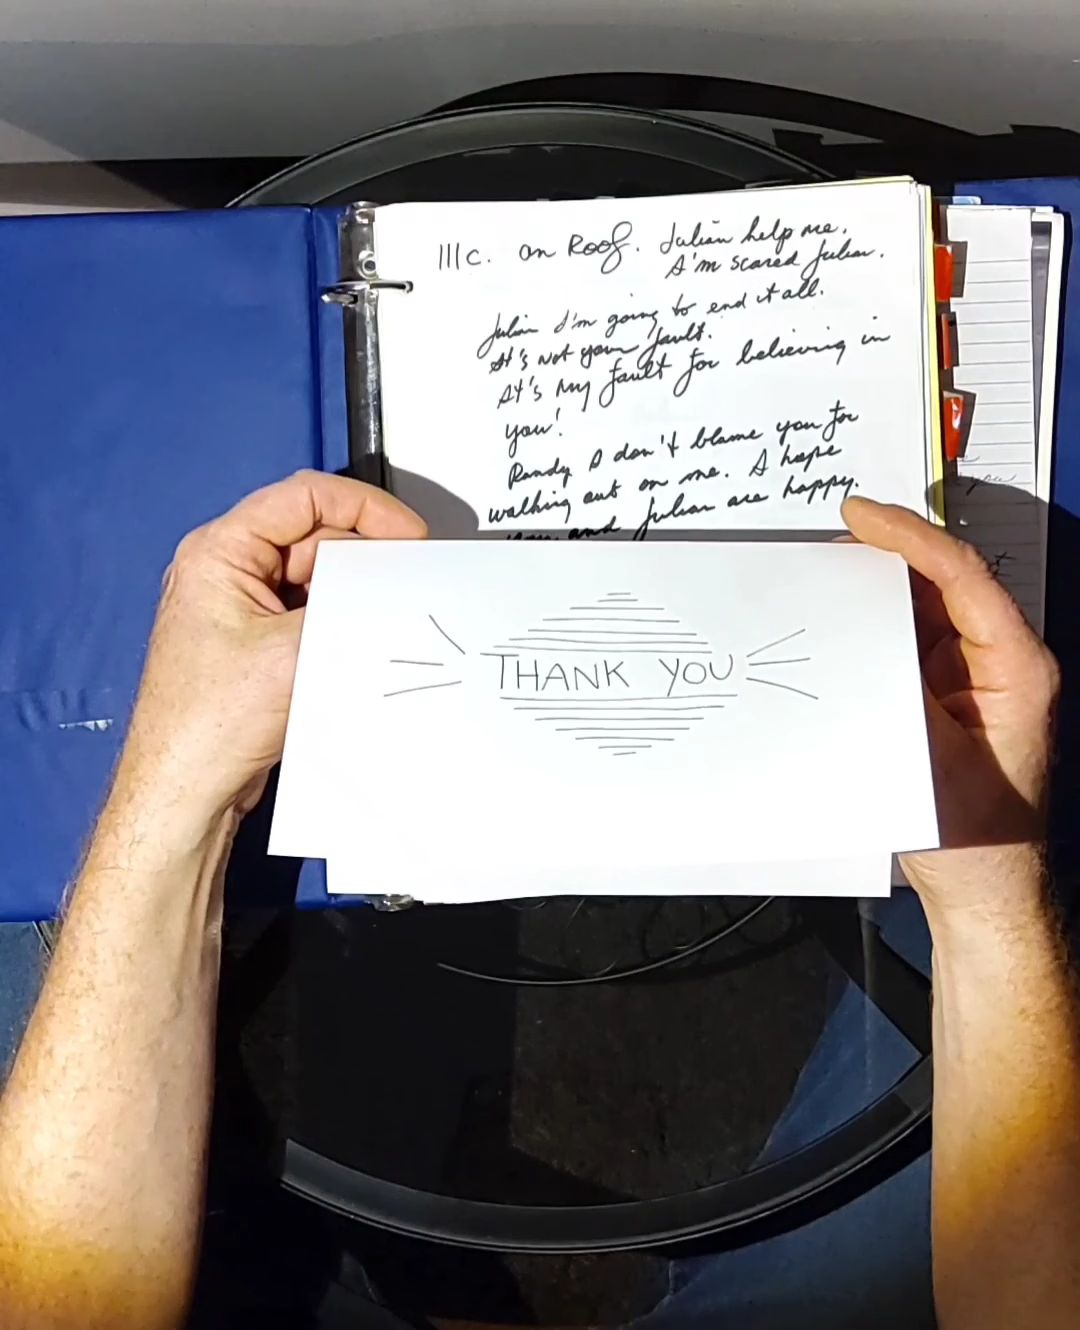 111c. on Roof. Julian help me.
I'm scared Julian.
Julian I'm going to end it all.
It's not your fault.
It's my fault for believing in
you!
Randy I don't blame you for
walking out on me. I hope
you and Julian are happy.
THANK YOU